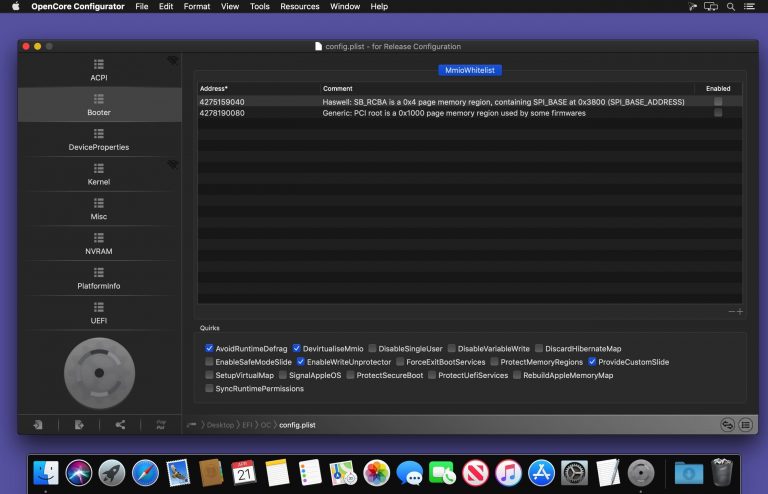 OpenCore Configurator File Edit Format View Tools Resources Window Help
config.plist - for Release Configuration
ACPI
Booter
DeviceProperties
Kernel
Misc
NVRAM
PlatformInfo
UEFI
MmioWhitelist
Address* Comment Enabled
4275159040 Haswell: SB_RCBA is a 0x4 page memory region, containing SPI_BASE at 0x3800 (SPI_BASE_ADDRESS)
4278190080 Generic: PCI root is a 0x1000 page memory region used by some firmwares
Quirks
AvoidRuntimeDefrag DevirtualiseMmio DisableSingleUser DisableVariableWrite DiscardHibernateMap
EnableSafeModeSlide EnableWriteUnprotector ForceExitBootServices ProtectMemoryRegions ProvideCustomSlide
SetupVirtualMap SignalAppleOS ProtectSecureBoot ProtectUefiServices RebuildAppleMemoryMap
SyncRuntimePermissions
PayPal
Desktop EFI OC config.plist
APR
21